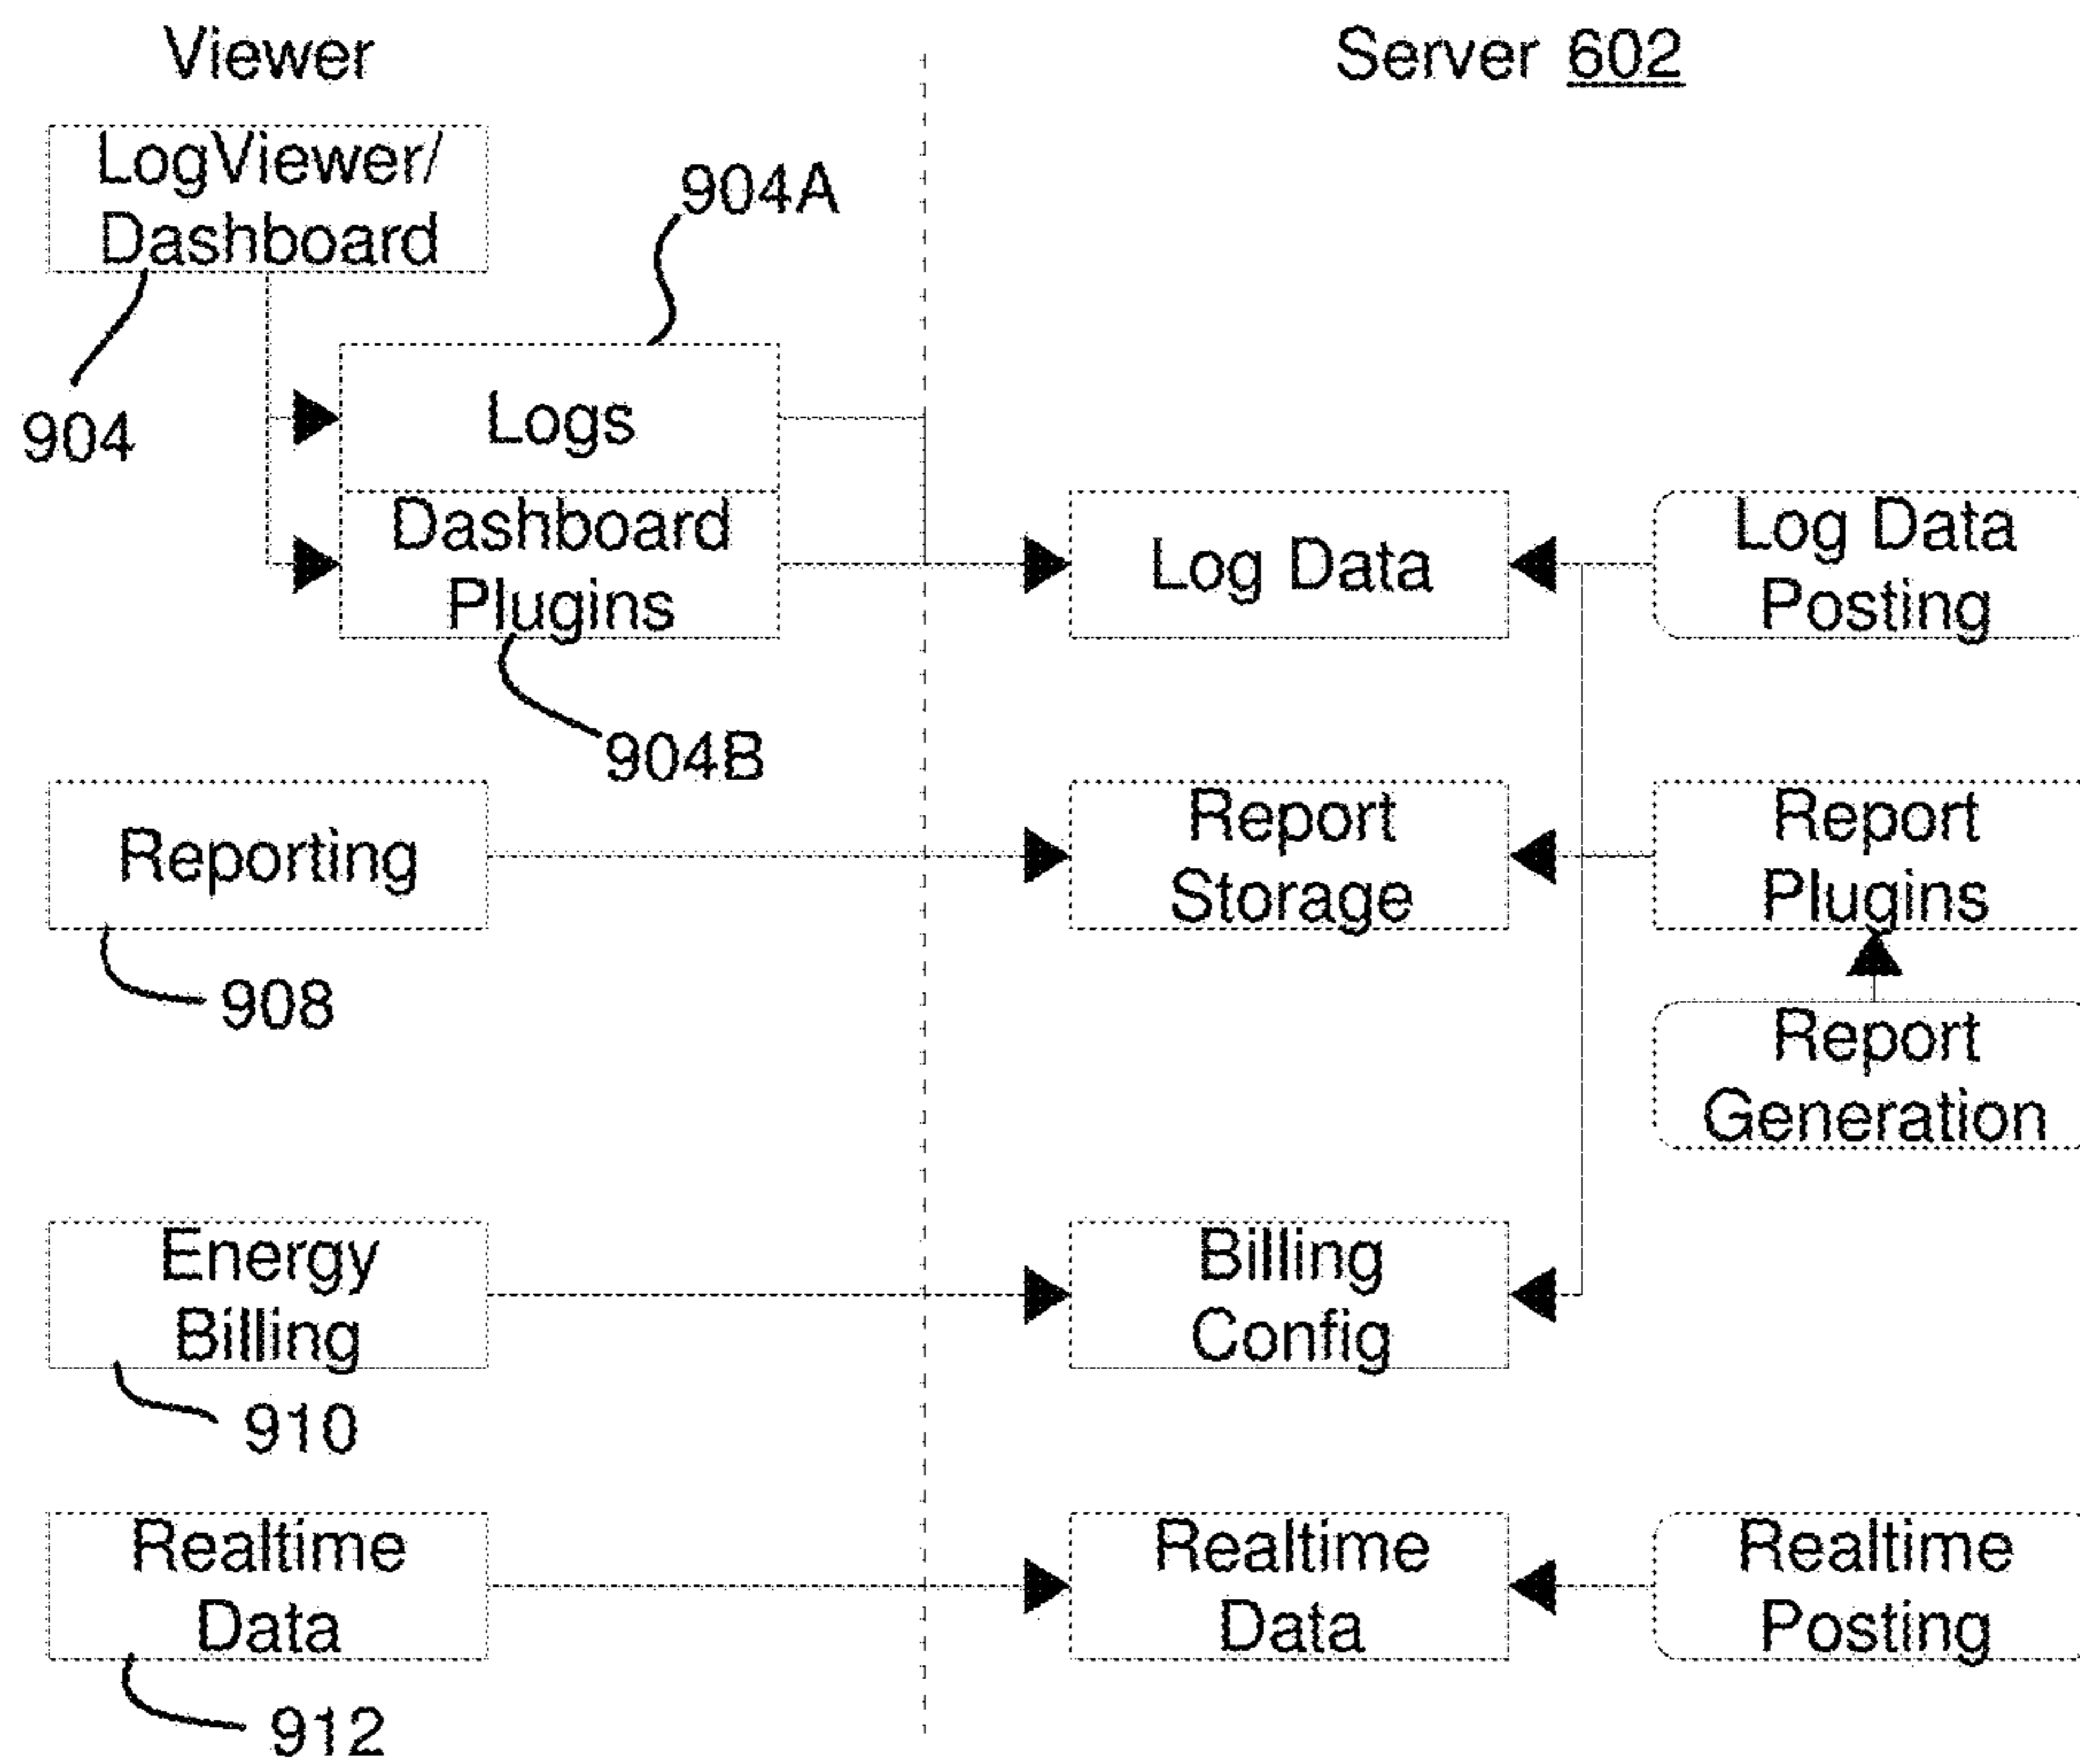 Viewer
Server 602
LogViewer/
Dashboard
904A
904
Logs
Dashboard
Plugins
904B
Log Data
Log Data
Posting
Reporting
908
Report
Storage
Report
Plugins
Report
Generation
Energy
Billing
910
Billing
Config
Realtime
Data
912
Realtime
Data
Realtime
Posting